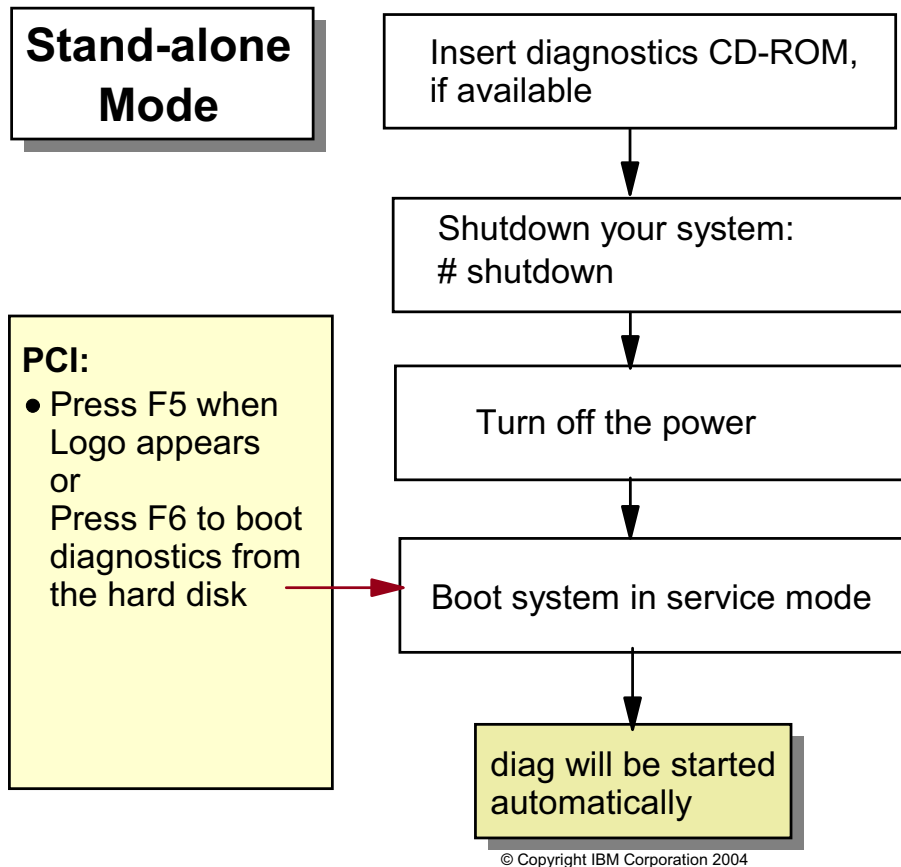 Stand-alone
Mode
Insert diagnostics CD-ROM,
if available
Shutdown your system:
# shutdown
Turn off the power
PCI:
● Press F5 when
Logo appears
or
Press F6 to boot
diagnostics from
the hard disk
Boot system in service mode
diag will be started
automatically
© Copyright IBM Corporation 2004